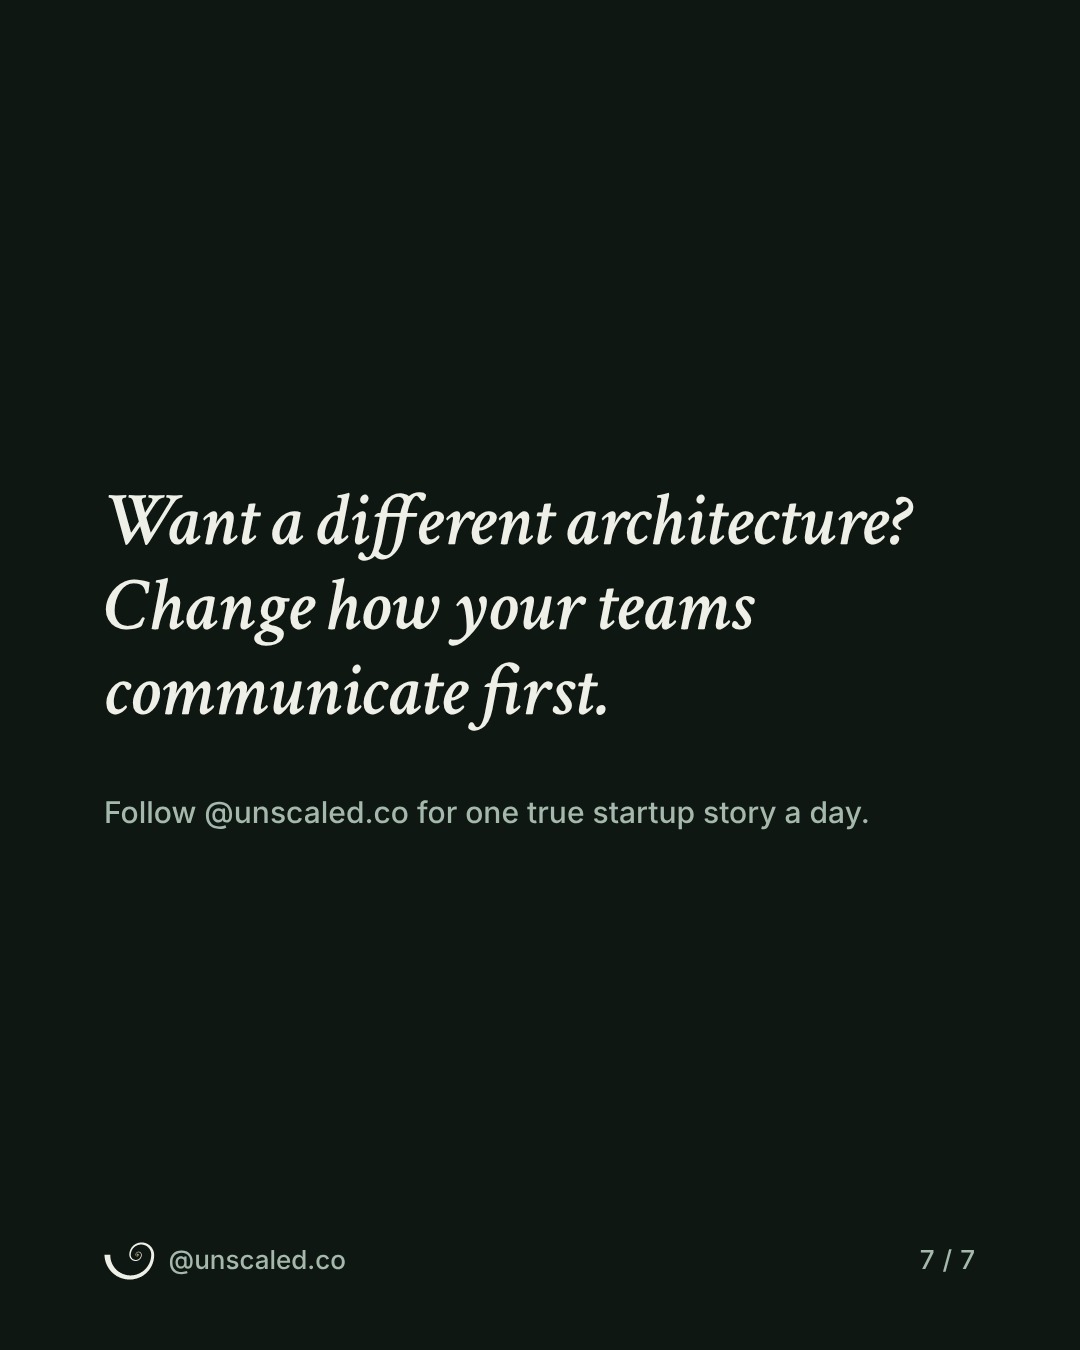 Want a different architecture?
Change how your teams
communicate first.
Follow @unscaled.co for one true startup story a day.
@unscaled.co
7 / 7